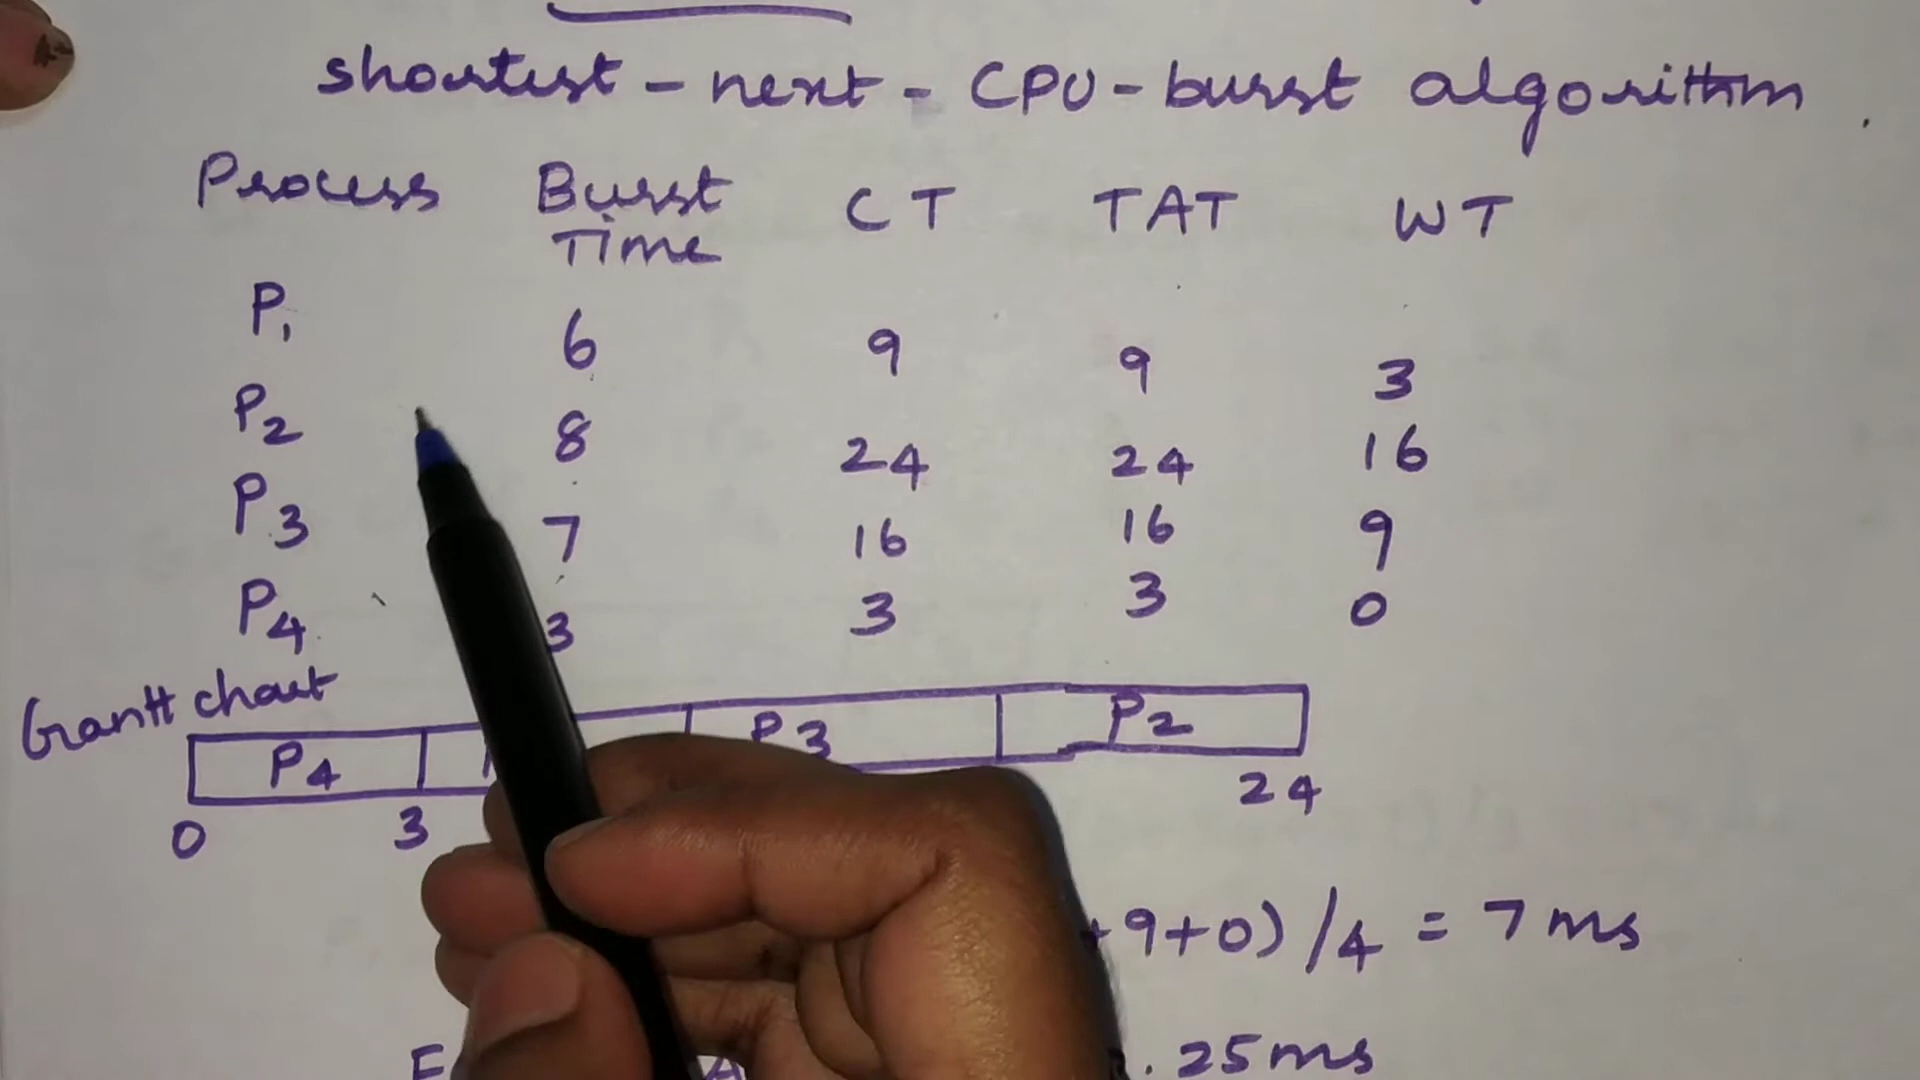 shortest - next - CPU - burst algorithm.
Process Burst Time CT TAT WT
P1 6 9 9 3
P2 8 24 24 16
P3 7 16 16 9
P4 3 3 3 0
Gantt chart
P4 P3 P2
0 3 24
+9+0)/4 = 7ms
.25ms